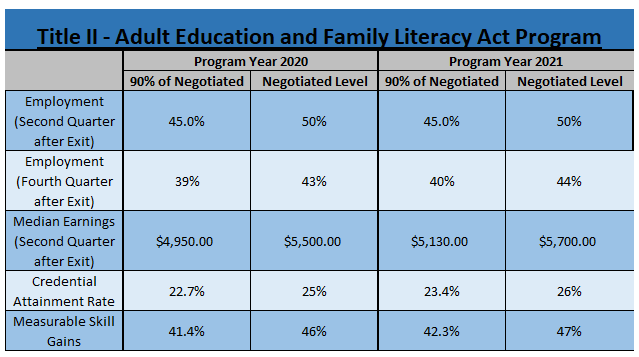 Title II - Adult Education and Family Literacy Act Program
Program Year 2020 Program Year 2021
90% of Negotiated Negotiated Level 90% of Negotiated Negotiated Level
Employment
(Second Quarter
after Exit)
45.0% 50% 45.0% 50%
Employment
(Fourth Quarter
after Exit)
39% 43% 40% 44%
Median Earnings
(Second Quarter
after Exit)
$4,950.00 $5,500.00 $5,130.00 $5,700.00
Credential
Attainment Rate
22.7% 25% 23.4% 26%
Measurable Skill
Gains
41.4% 46% 42.3% 47%